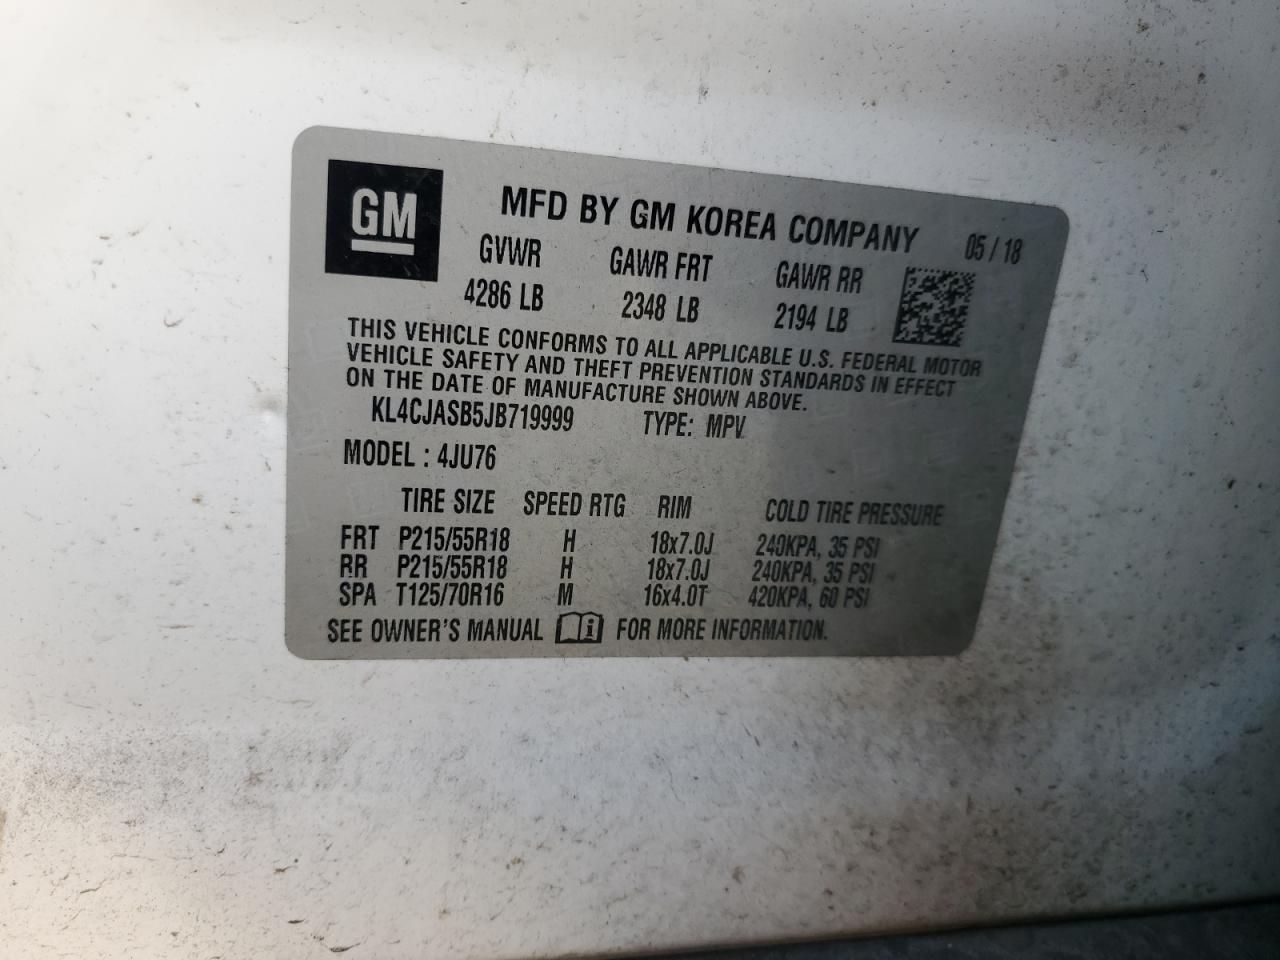 GM
MFD BY GM KOREA COMPANY 05 / 18
GVWR GAWR FRT GAWR RR
4286 LB 2348 LB 2194 LB
THIS VEHICLE CONFORMS TO ALL APPLICABLE U.S. FEDERAL MOTOR
VEHICLE SAFETY AND THEFT PREVENTION STANDARDS IN EFFECT
ON THE DATE OF MANUFACTURE SHOWN ABOVE.
KL4CJASB5JB719999 TYPE: MPV
MODEL : 4JU76
TIRE SIZE SPEED RTG RIM COLD TIRE PRESSURE
FRT P215/55R18 H 18x7.0J 240KPA, 35 PSI
RR P215/55R18 H 18x7.0J 240KPA, 35 PSI
SPA T125/70R16 M 16x4.0T 420KPA, 60 PSI
SEE OWNER'S MANUAL i FOR MORE INFORMATION.